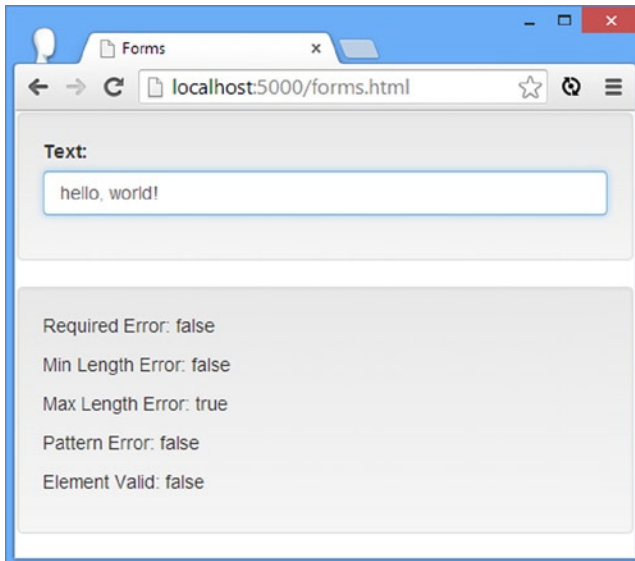 Forms
localhost:5000/forms.html
Text:
hello, world!
Required Error: false
Min Length Error: false
Max Length Error: true
Pattern Error: false
Element Valid: false